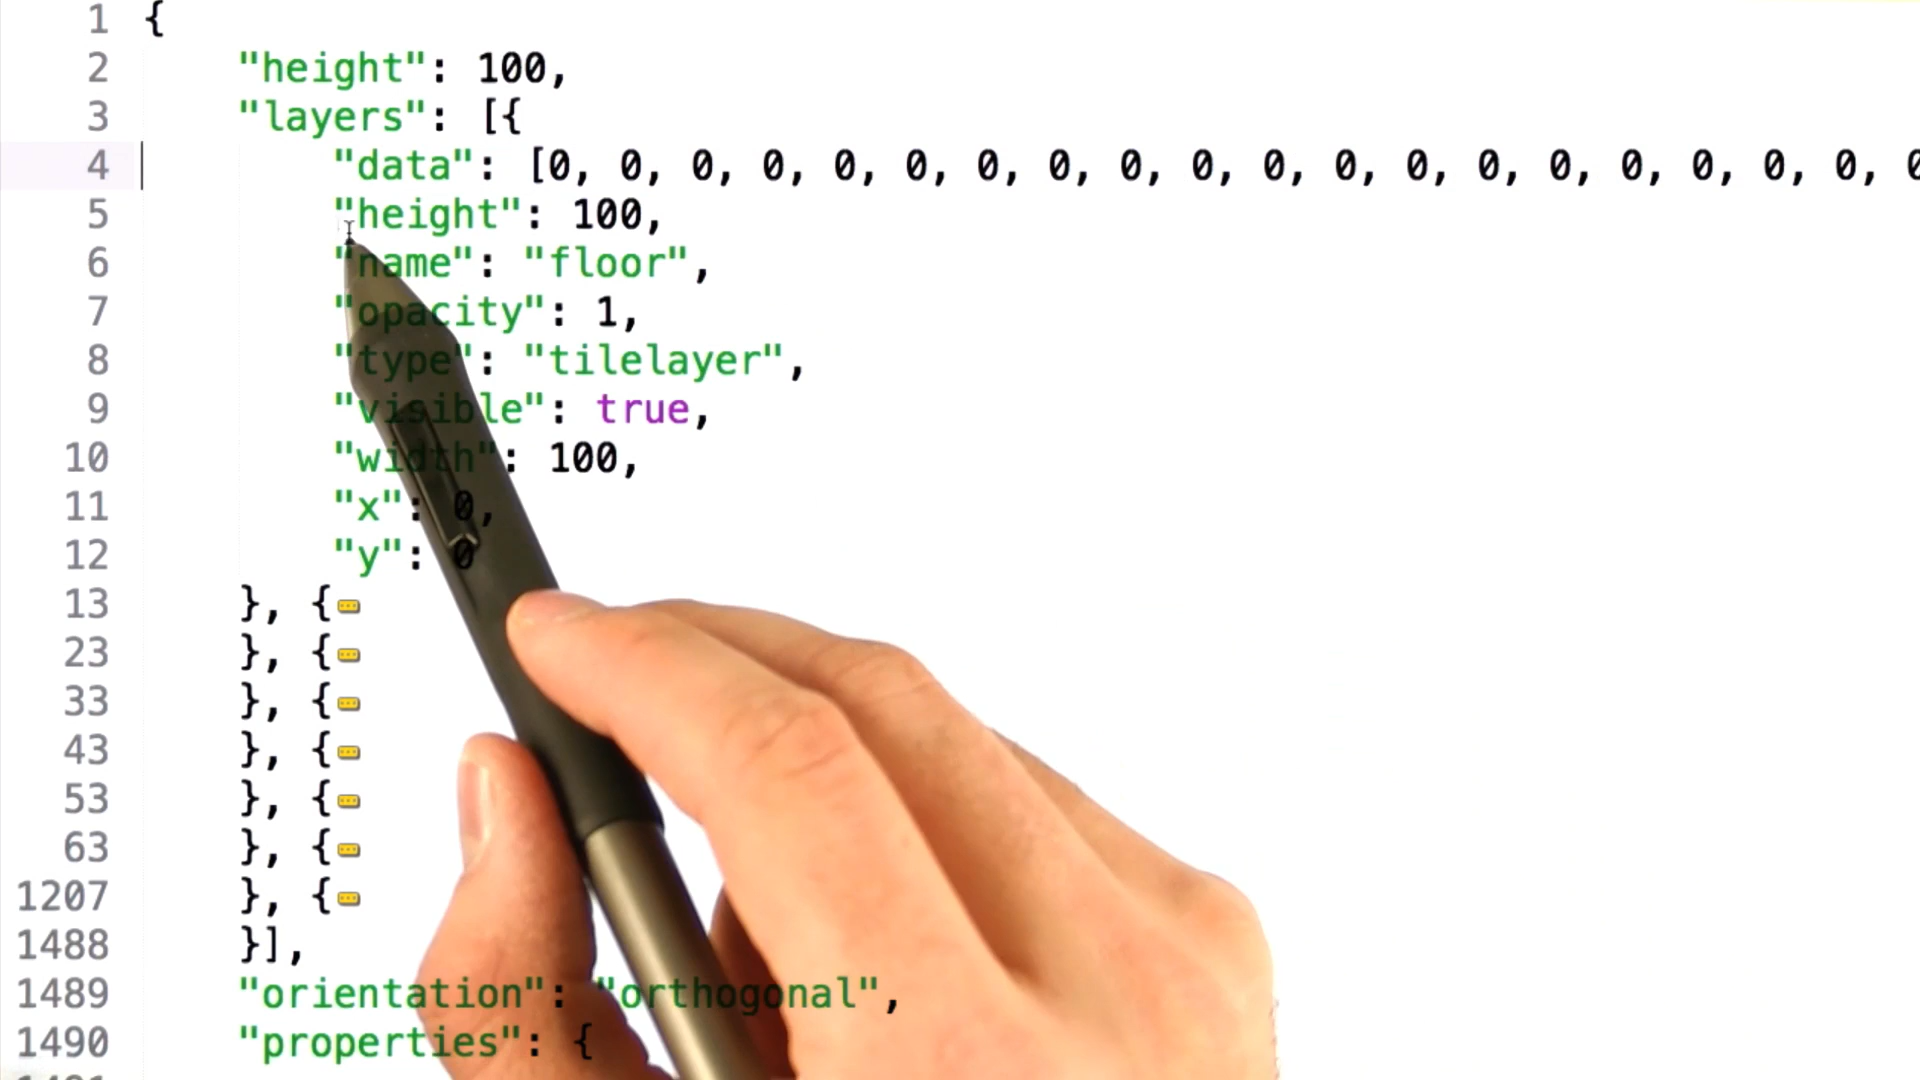 1 {
2 "height": 100,
3 "layers": [{
4 "data": [0, 0, 0, 0, 0, 0, 0, 0, 0, 0, 0, 0, 0, 0, 0, 0, 0, 0, 0, 0
5 "height": 100,
6 "name": "floor",
7 "opacity": 1,
8 "type": "tilelayer",
9 "visible": true,
10 "width": 100,
11 "x": 0,
12 "y": 0
13 }, {
23 }, {
33 }, {
43 }, {
53 }, {
63 }, {
1207 }, {
1488 }],
1489 "orientation": "orthogonal",
1490 "properties": {